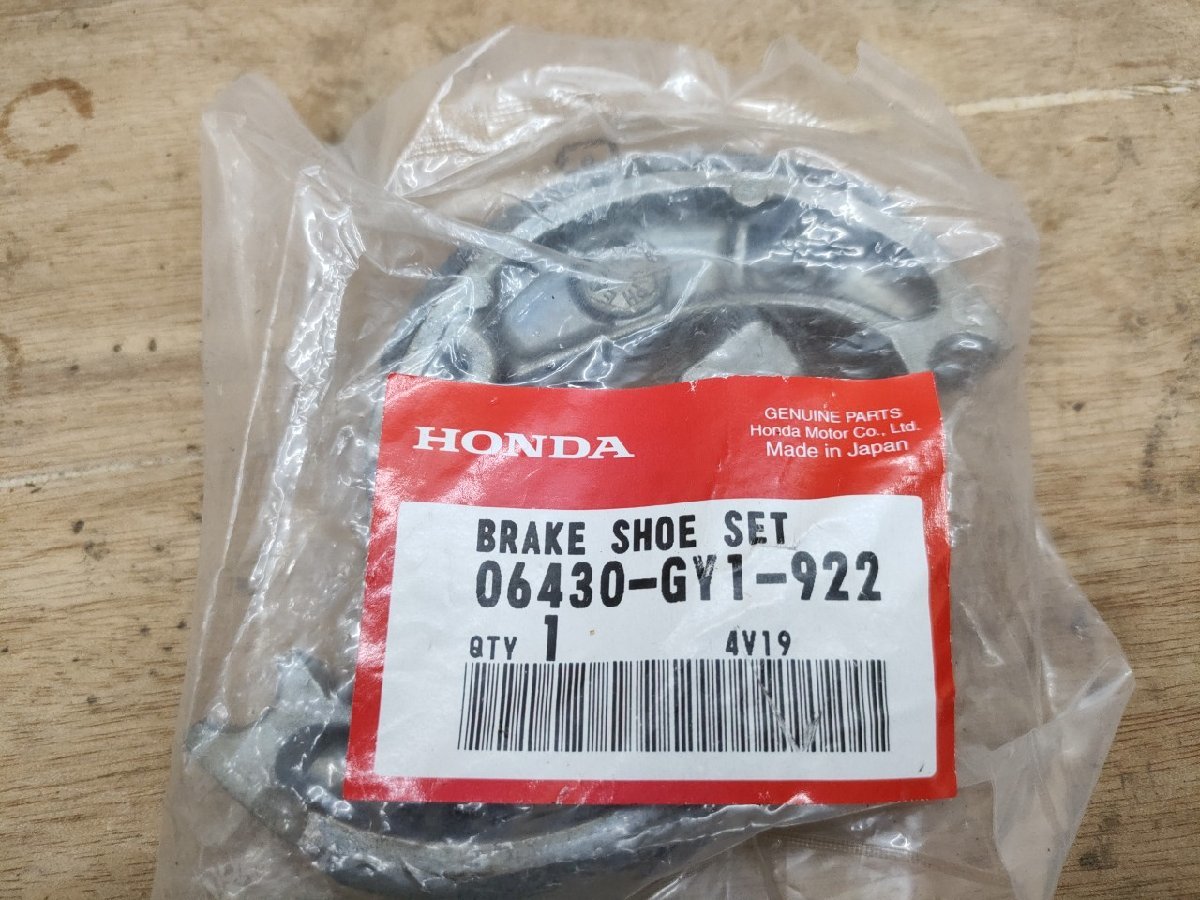 HONDA
GENUINE PARTS
Honda Motor Co., Ltd.
Made in Japan
BRAKE SHOE SET
06430-GY1-922
QTY 1 4V19